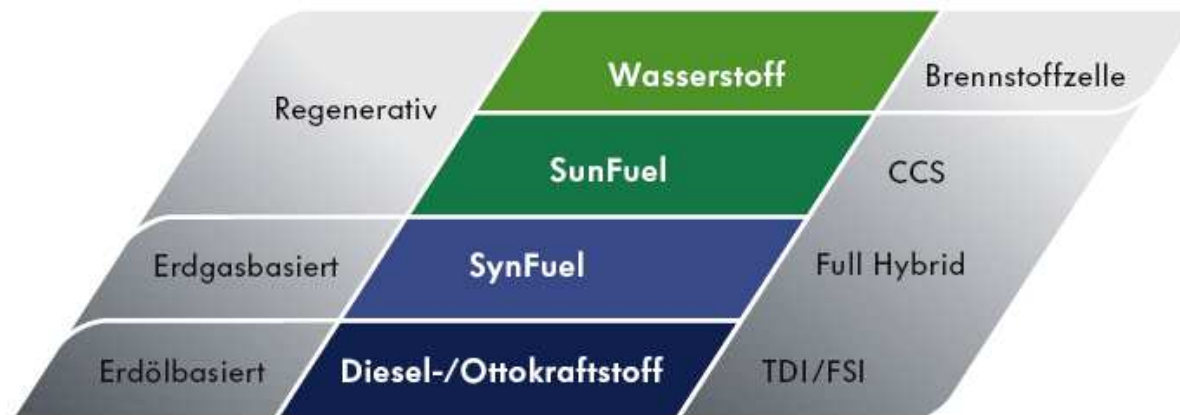 Wasserstoff
Brennstoffzelle
Regenerativ
SunFuel
CCS
Erdgasbasiert
SynFuel
Full Hybrid
Erdölbasiert
Diesel-/Ottokraftstoff
TDI/FSI